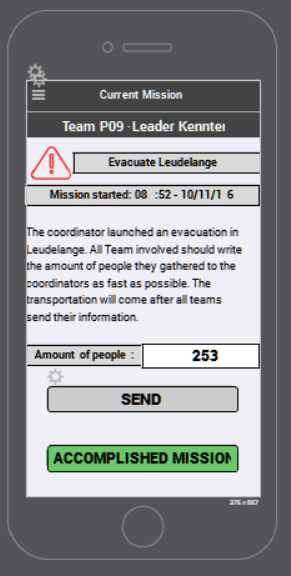 Current Mission
Team P09 - Leader Kennter
Evacuate Leudelange
Mission started: 08 :52 - 10/11/1 6
The coordinator launched an evacuation in
Leudelange. All Team involved should write
the amount of people they gathered to the
coordinators as fast as possible. The
transportation will come after all teams
send their information.
Amount of people : 253
SEND
ACCOMPLISHED MISSION
375 x 667